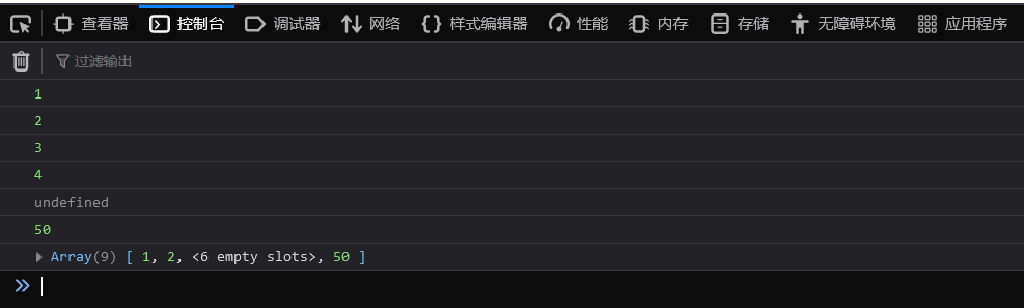 查看器 控制台 调试器 网络 样式编辑器 性能 内存 存储 无障碍环境 应用程序
过滤输出
1
2
3
4
undefined
50
Array(9) [ 1, 2, <6 empty slots>, 50 ]